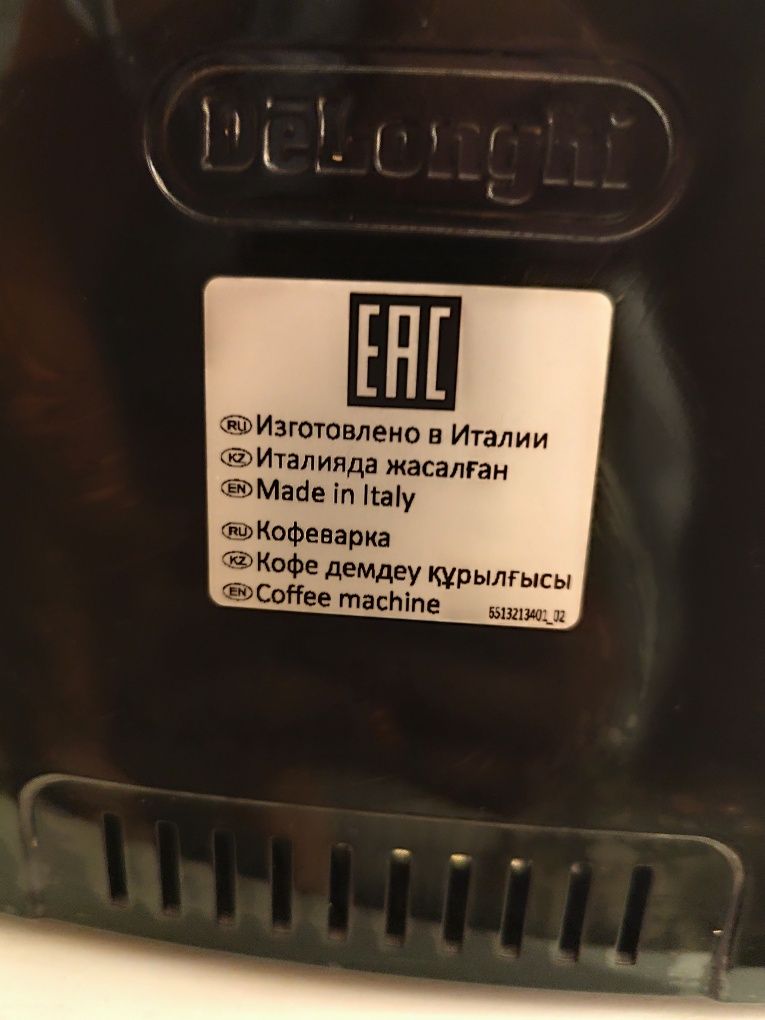 DēLonghi
EAC
RU Изготовлено в Италии
KZ Италияда жасалған
EN Made in Italy
RU Кофеварка
KZ Кофе демдеу құрылғысы
EN Coffee machine
5513213401_02